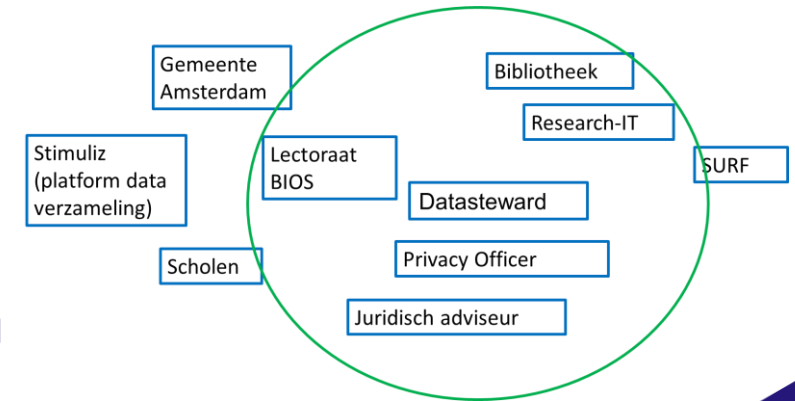 Gemeente
Amsterdam
Bibliotheek
Research-IT
Stimuliz
(platform data
verzameling)
Lectoraat
BIOS
SURF
Datasteward
Scholen
Privacy Officer
Juridisch adviseur